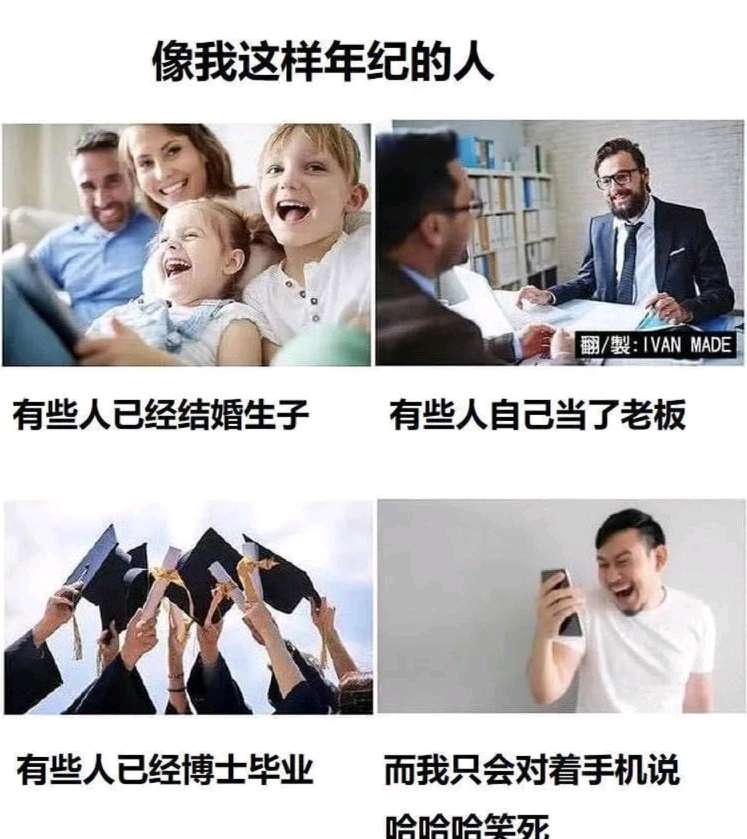 像我这样年纪的人
翻/製:IVAN MADE
有些人已经结婚生子
有些人自己当了老板
有些人已经博士毕业
而我只会对着手机说
哈哈哈笑死